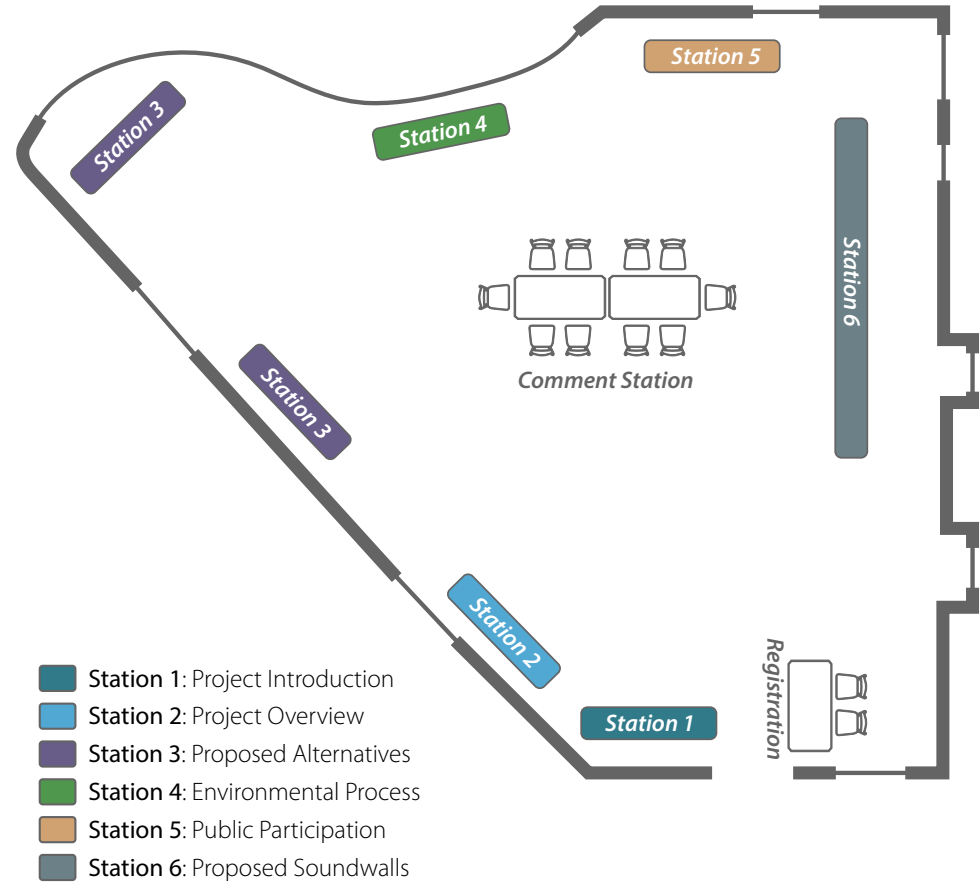 Station 5
Station 3
Station 4
Station 6
Comment Station
Station 3
Station 2
Registration
Station 1
Station 1: Project Introduction
Station 2: Project Overview
Station 3: Proposed Alternatives
Station 4: Environmental Process
Station 5: Public Participation
Station 6: Proposed Soundwalls